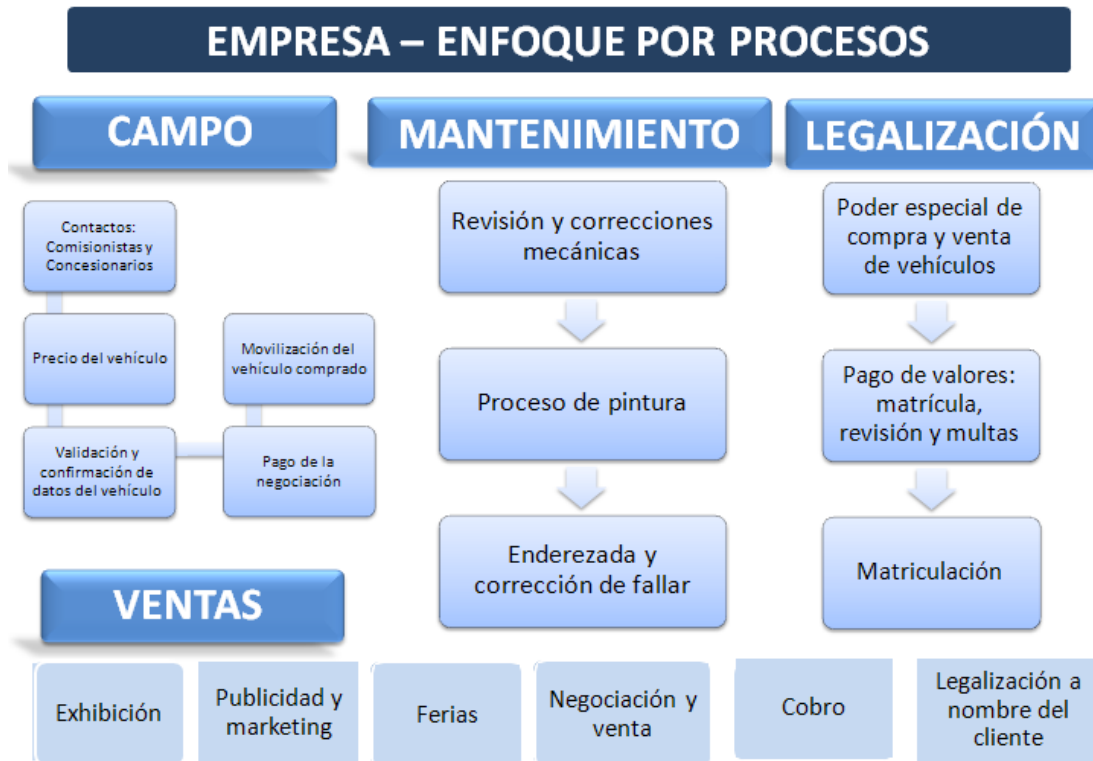 EMPRESA – ENFOQUE POR PROCESOS
CAMPO
Contactos:
Comisionistas y
Concesionarios
Precio del vehículo
Validación y
confirmación de
datos del vehículo
Pago de la
negociación
Movilización del
vehículo comprado
MANTENIMIENTO
Revisión y correcciones
mecánicas
Proceso de pintura
Enderezada y
corrección de fallar
LEGALIZACIÓN
Poder especial de
compra y venta
de vehículos
Pago de valores:
matrícula,
revisión y multas
Matriculación
VENTAS
Exhibición
Publicidad y
marketing
Ferias
Negociación y
venta
Cobro
Legalización a
nombre del
cliente